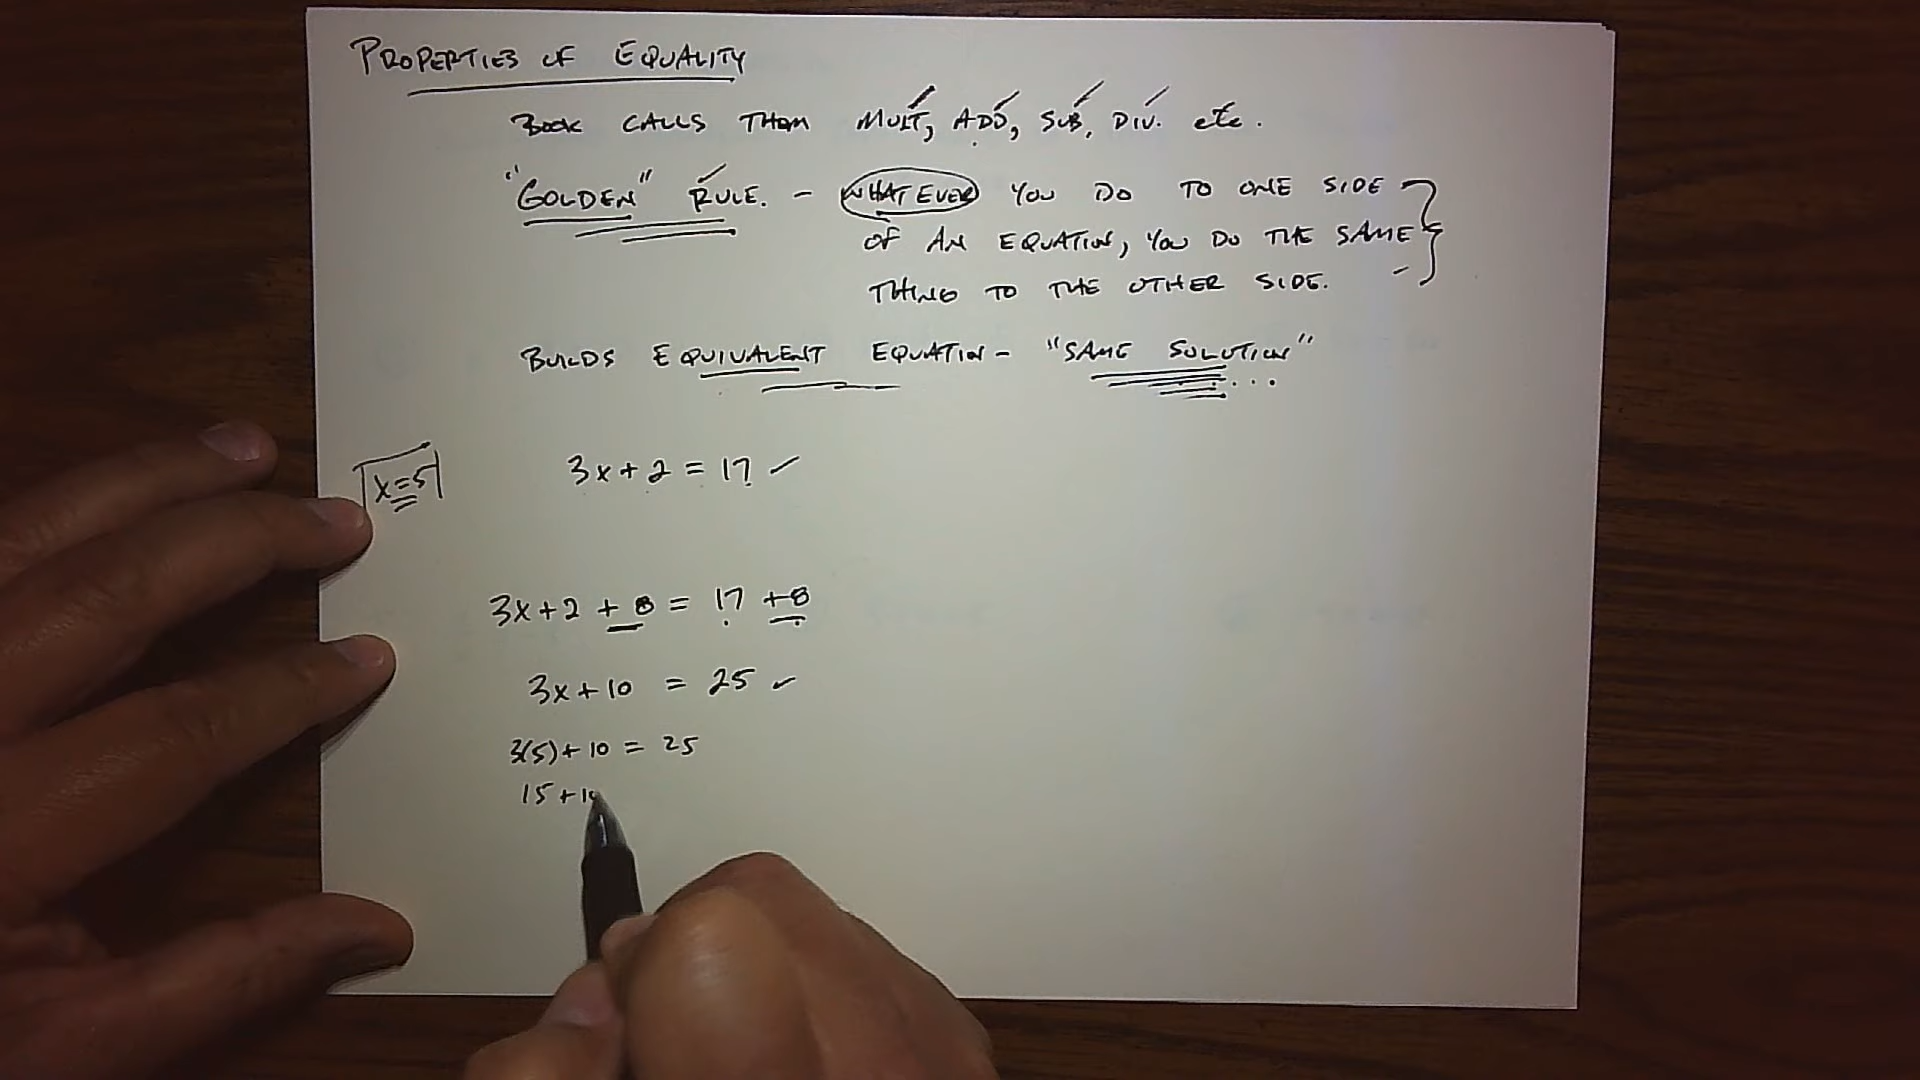 PROPERTIES OF EQUALITY
BOOK CALLS THEM MULT, ADD, SUB, DIV. etc.
"GOLDEN" RULE. - WHATEVER YOU DO TO ONE SIDE
OF AN EQUATION, YOU DO THE SAME
THING TO THE OTHER SIDE.
BUILDS EQUIVALENT EQUATION - "SAME SOLUTION" ...
x=5
3x+2 = 17 ✓
3x+2 + 8 = 17 +8
3x+10 = 25 ✓
3(5)+10 = 25
15+10